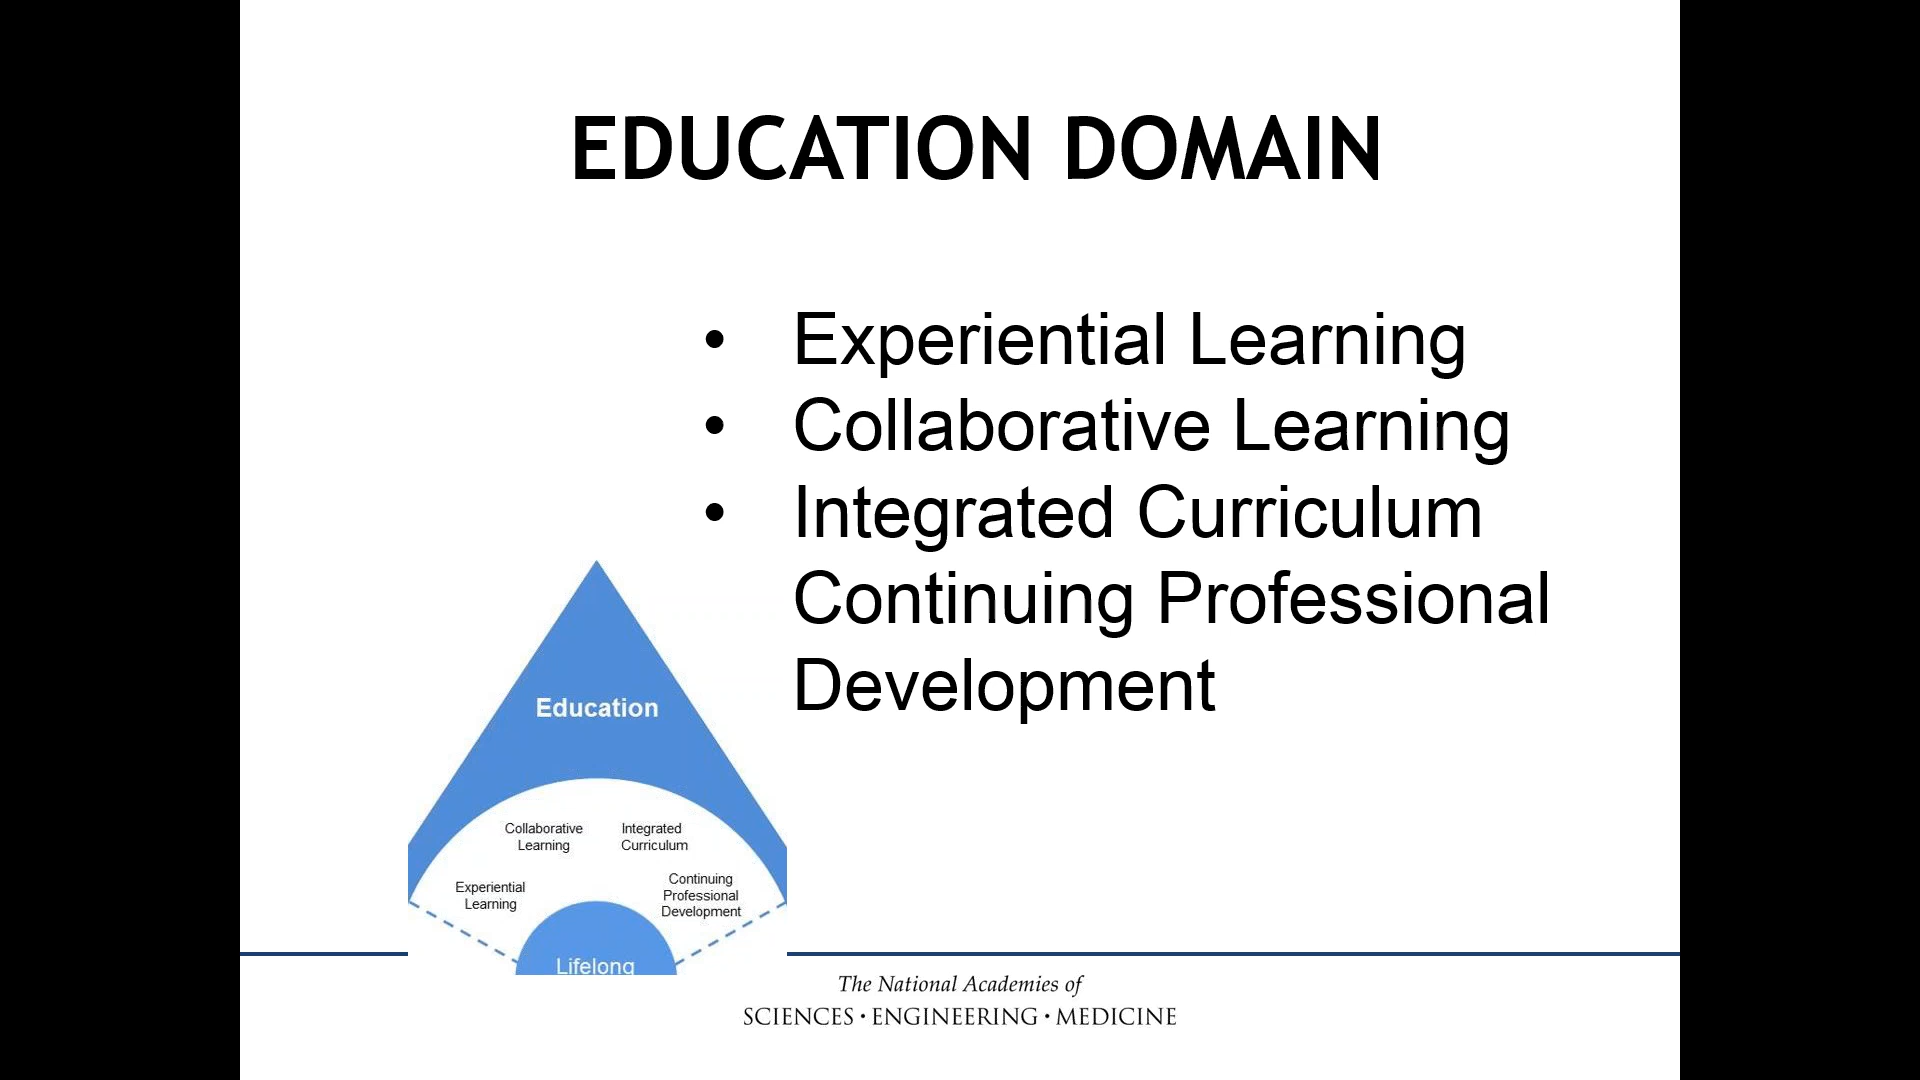 EDUCATION DOMAIN
• Experiential Learning
• Collaborative Learning
• Integrated Curriculum
Continuing Professional
Development
Education
Collaborative
Learning
Integrated
Curriculum
Experiential
Learning
Continuing
Professional
Development
Lifelong
The National Academies of
SCIENCES · ENGINEERING · MEDICINE